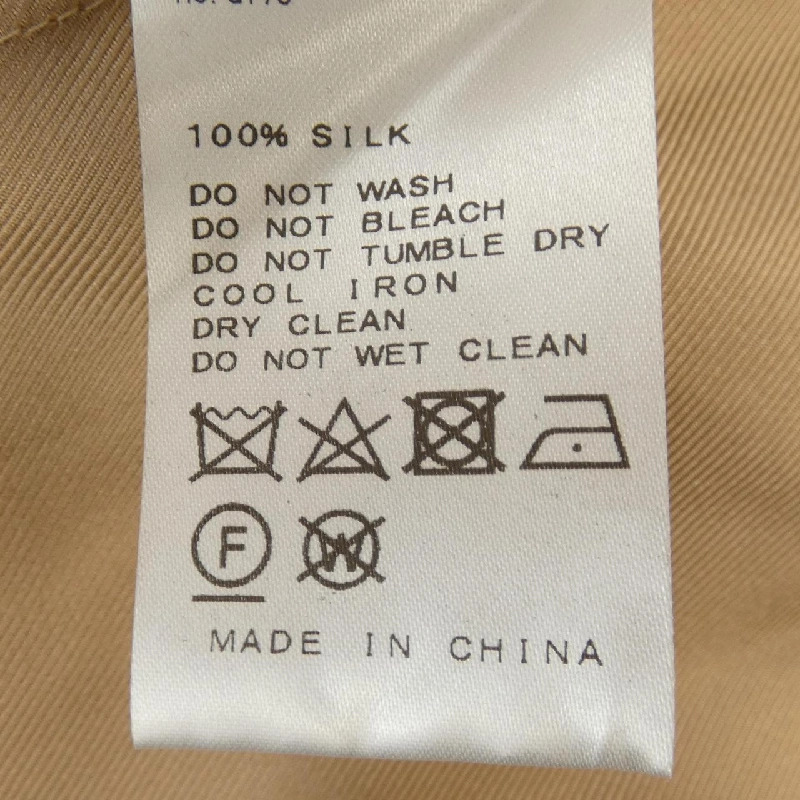 100% SILK
DO NOT WASH
DO NOT BLEACH
DO NOT TUMBLE DRY
COOL IRON
DRY CLEAN
DO NOT WET CLEAN
F W
MADE IN CHINA